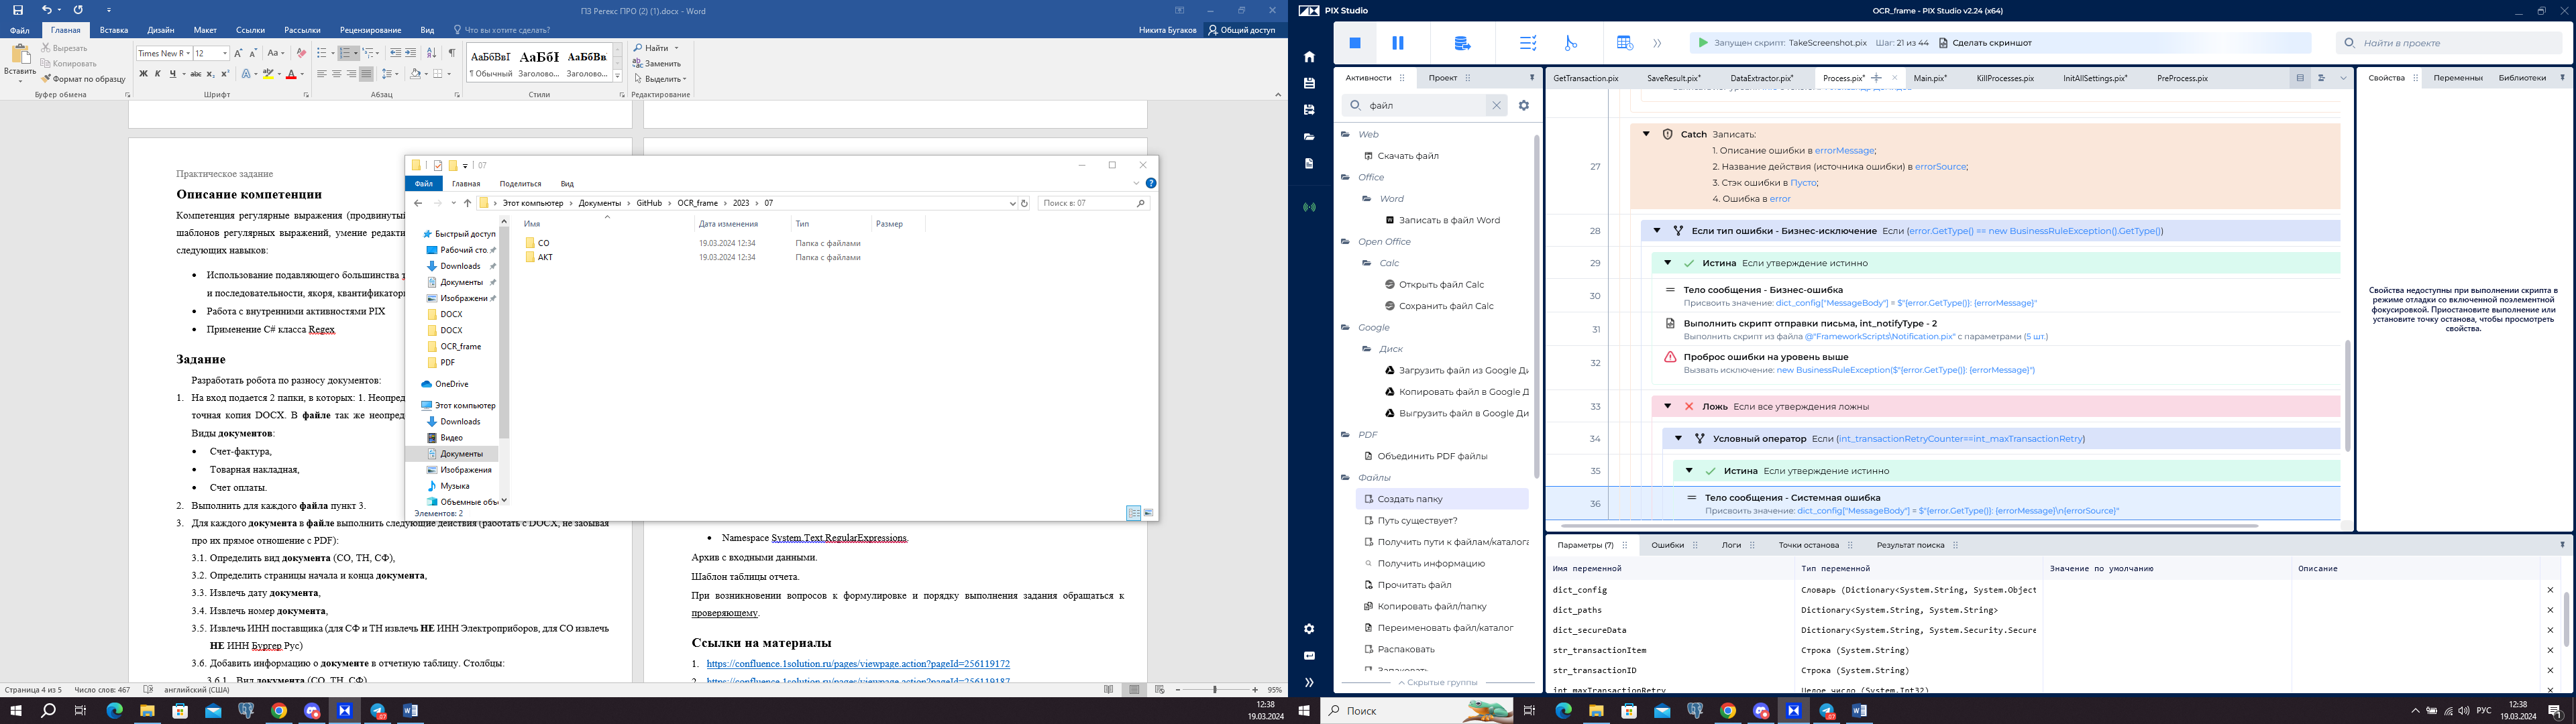 ПЗ Регекс ПРО (2) (1).docx - Word
Файл
Главная
Вставка
Дизайн
Макет
Ссылки
Рассылки
Рецензирование
Вид
Что вы хотите сделать?
Никита Бугаков
Общий доступ
Вставить
Вырезать
Копировать
Формат по образцу
Буфер обмена
Times New R
12
Шрифт
Абзац
АаБбВвI
АаБбI
АаБбВв
¶ Обычный
Заголово...
Заголово...
Стили
Найти
Заменить
Выделить
Редактирование
Практическое задание
Описание компетенции
Компетенция регулярные выражения (продвинутый
шаблонов регулярных выражений, умение редакти
следующих навыков:
• Использование подавляющего большинства
и последовательности, якоря, квантификатор
• Работа с внутренними активностями PIX
• Применение C# класса Regex
Задание
Разработать робота по разносу документов:
1. На вход подается 2 папки, в которых: 1. Неопред
точная копия DOCX. В файле так же неопред
Виды документов:
• Счет-фактура,
• Товарная накладная,
• Счет оплаты.
2. Выполнить для каждого файла пункт 3.
3. Для каждого документа в файле выполнить следующие действия (работать с DOCX, не забывая
про их прямое отношение с PDF):
3.1. Определить вид документа (СО, ТН, СФ),
3.2. Определить страницы начала и конца документа,
3.3. Извлечь дату документа,
3.4. Извлечь номер документа,
3.5. Извлечь ИНН поставщика (для СФ и ТН извлечь НЕ ИНН Электроприборов, для СО извлечь
НЕ ИНН Бургер Рус)
3.6. Добавить информацию о документе в отчетную таблицу. Столбцы:
3.6.1. Вид документа (СО, ТН, СФ)
• Namespace System.Text.RegularExpressions.
Архив с входными данными.
Шаблон таблицы отчета.
При возникновении вопросов к формулировке и порядку выполнения задания обращаться к
проверяющему.
Ссылки на материалы
1. https://confluence.1solution.ru/pages/viewpage.action?pageId=256119172
2. https://confluence.1solution.ru/pages/viewpage.action?pageId=256119187
Страница 4 из 5
Число слов: 467
английский (США)
95%
07
Файл
Главная
Поделиться
Вид
Этот компьютер > Документы > GitHub > OCR_frame > 2023 > 07
Поиск в: 07
Быстрый доступ
Рабочий сто.
Downloads
Документы
Изображени
DOCX
DOCX
OCR_frame
PDF
OneDrive
Этот компьютер
Downloads
Видео
Документы
Изображения
Музыка
Объемные объ
Имя
Дата изменения
Тип
Размер
СО
19.03.2024 12:34
Папка с файлами
АКТ
19.03.2024 12:34
Папка с файлами
Элементов: 2
12:38
19.03.2024
PIX Studio
OCR_frame - PIX Studio v2.24 (x64)
Запущен скрипт: TakeScreenshot.pix
Шаг: 21 из 44
Сделать скриншот
Найти в проекте
Активности
Проект
файл
Web
Скачать файл
Office
Word
Записать в файл Word
Open Office
Calc
Открыть файл Calc
Сохранить файл Calc
Google
Диск
Загрузить файл из Google Ди
Копировать файл в Google Д
Выгрузить файл в Google Ди
PDF
Объединить PDF файлы
Файлы
Создать папку
Путь существует?
Получить пути к файлам/каталога
Получить информацию
Прочитать файл
Копировать файл/папку
Переименовать файл/каталог
Распаковать
Скрытые группы
GetTransaction.pix
SaveResult.pix*
DataExtractor.pix*
Process.pix*
Main.pix*
KillProcesses.pix
InitAllSettings.pix*
PreProcess.pix
27
Catch Записать:
1. Описание ошибки в errorMessage;
2. Название действия (источника ошибки) в errorSource;
3. Стэк ошибки в Пусто;
4. Ошибка в error
28
Если тип ошибки - Бизнес-исключение Если (error.GetType() == new BusinessRuleException().GetType())
29
Истина Если утверждение истинно
30
Тело сообщения - Бизнес-ошибка
Присвоить значение: dict_config["MessageBody"] = $"{error.GetType()}: {errorMessage}"
31
Выполнить скрипт отправки письма, int_notifyType - 2
Выполнить скрипт из файла @"FrameworkScripts\Notification.pix" с параметрами (5 шт.)
32
Проброс ошибки на уровень выше
Вызвать исключение: new BusinessRuleException($"{error.GetType()}: {errorMessage}")
33
Ложь Если все утверждения ложны
34
Условный оператор Если (int_transactionRetryCounter==int_maxTransactionRetry)
35
Истина Если утверждение истинно
36
Тело сообщения - Системная ошибка
Присвоить значение: dict_config["MessageBody"] = $"{error.GetType()}: {errorMessage}\n{errorSource}"
Свойства
Переменные
Библиотеки
Свойства недоступны при выполнении скрипта в
режиме отладки со включенной поэлементной
фокусировкой. Приостановите выполнение или
установите точку останова, чтобы просмотреть
свойства.
Параметры (7)
Ошибки
Логи
Точки останова
Результат поиска
Имя переменной
Тип переменной
Значение по умолчанию
Описание
dict_config
Словарь (Dictionary<System.String, System.Object
dict_paths
Dictionary<System.String, System.String>
dict_secureData
Dictionary<System.String, System.Security.Secure
str_transactionItem
Строка (System.String)
str_transactionID
Строка (System.String)
int_maxTransactionRetry
Целое число (System.Int32)
Поиск
РУС
12:38
19.03.2024